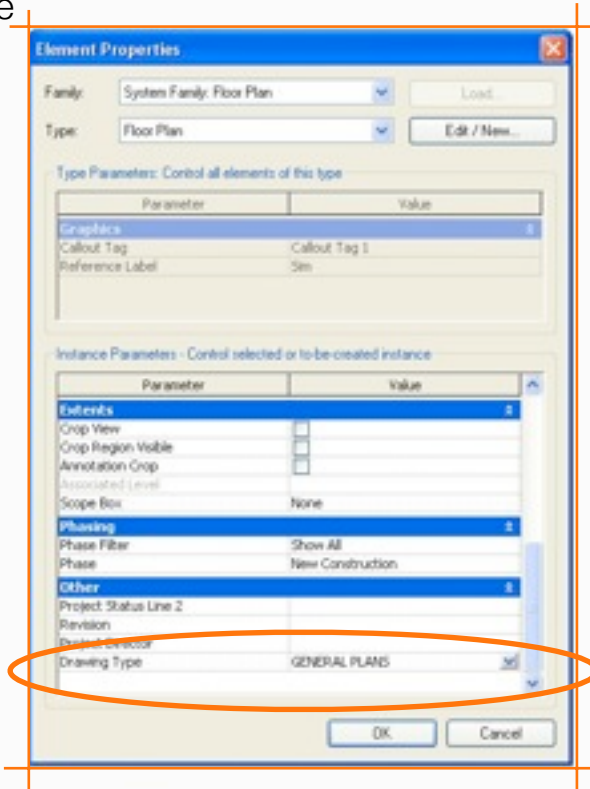 e
Element Properties
Family: System Family: Floor Plan Load...
Type: Floor Plan Edit / New...
Type Parameters: Control all elements of this type
Parameter Value
Graphics
Callout Tag Callout Tag 1
Reference Label Sim
Instance Parameters - Control selected or to-be-created instance
Parameter Value
Extents
Crop View
Crop Region Visible
Annotation Crop
Associated Level
Scope Box None
Phasing
Phase Filter Show All
Phase New Construction
Other
Project Status Line 2
Revision
Project Director
Drawing Type GENERAL PLANS
OK Cancel